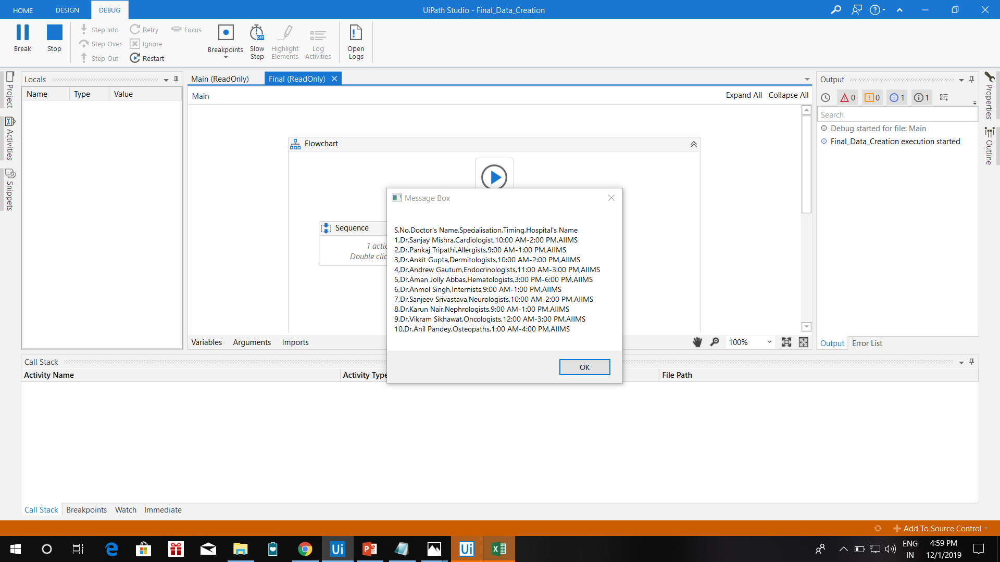 HOME DESIGN DEBUG UiPath Studio - Final_Data_Creation
Break
Stop
Step Into
Step Over
Step Out
Retry
Ignore
Restart
Focus
Breakpoints
Slow
Step
OFF
Highlight
Elements
Log
Activities
Open
Logs
Project
Activities
Snippets
Locals
Name Type Value
Main (ReadOnly) Final (ReadOnly)
Main Expand All Collapse All
Flowchart
Sequence
1 actio
Double clic
Message Box
S.No,Doctor's Name,Specialisation,Timing,Hospital's Name
1,Dr.Sanjay Mishra,Cardiologist,10:00 AM-2:00 PM,AIIMS
2,Dr.Pankaj Tripathi,Allergists,9:00 AM-1:00 PM,AIIMS
3,Dr.Ankit Gupta,Dermitologists,10:00 AM-2:00 PM,AIIMS
4,Dr.Andrew Gautum,Endocrinologists,11:00 AM-3:00 PM,AIIMS
5,Dr.Aman Jolly Abbas,Hematologists,3:00 PM-6:00 PM,AIIMS
6,Dr.Anmol Singh,Internists,9:00 AM-1:00 PM,AIIMS
7,Dr.Sanjeev Srivastava,Neurologists,10:00 AM-2:00 PM,AIIMS
8,Dr.Karun Nair,Nephrologists,9:00 AM-1:00 PM,AIIMS
9,Dr.Vikram Sikhawat,Oncologists,12:00 AM-3:00 PM,AIIMS
10,Dr.Anil Pandey,Osteopaths,1:00 AM-4:00 PM,AIIMS
OK
Variables Arguments Imports 100%
Output
0 0 1 1
Search
Debug started for file: Main
Final_Data_Creation execution started
Output Error List
Properties
Outline
Call Stack
Activity Name Activity Type File Path
Call Stack Breakpoints Watch Immediate
Add To Source Control
Ui Ui
ENG
IN
4:59 PM
12/1/2019